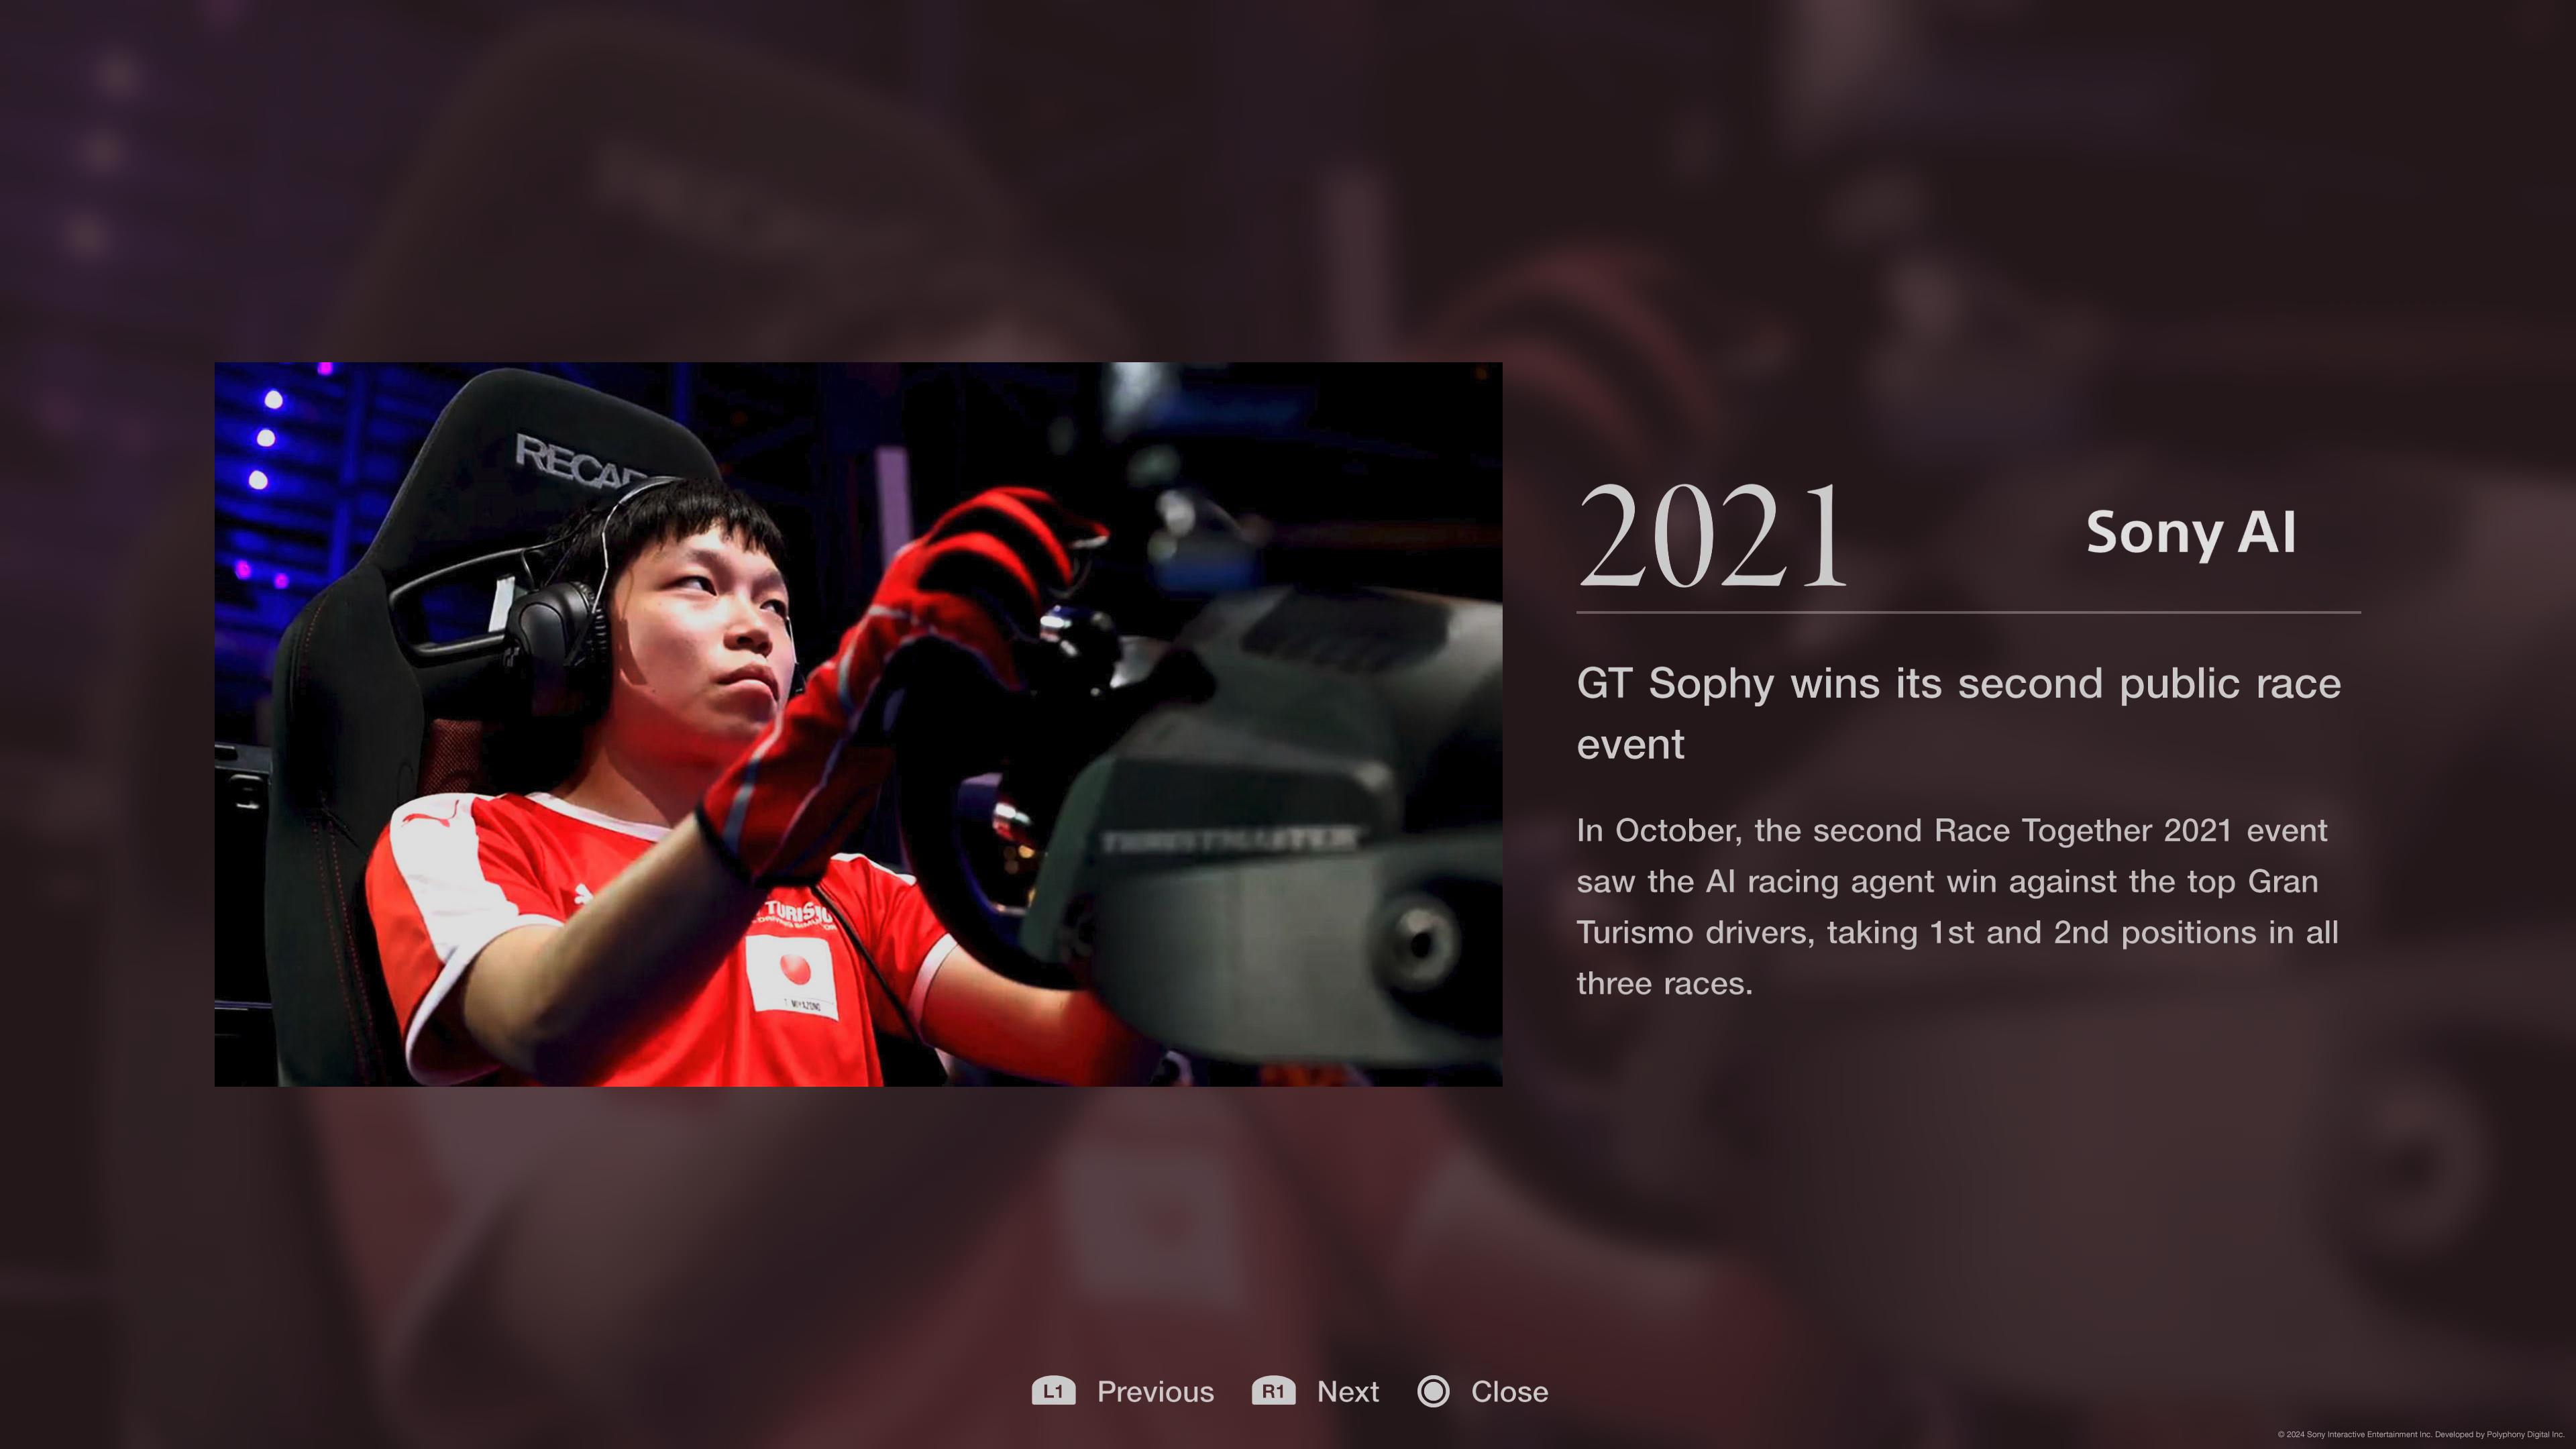 RECAR
TURISMO
T. MIYAZONO
THRUSTMASTER
2021
Sony AI
GT Sophy wins its second public race
event
In October, the second Race Together 2021 event
saw the AI racing agent win against the top Gran
Turismo drivers, taking 1st and 2nd positions in all
three races.
L1 Previous R1 Next Close
© 2024 Sony Interactive Entertainment Inc. Developed by Polyphony Digital Inc.